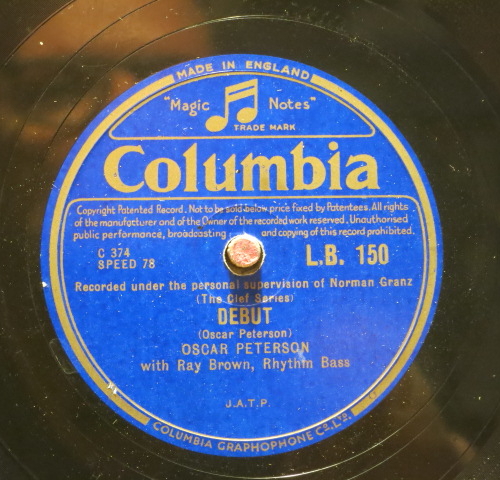 MADE IN ENGLAND
"Magic Notes"
TRADE MARK
Columbia
Copyright Patented Record. Not to be sold below price fixed by Patentees. All rights
of the manufacturer and of the Owner of the recorded work reserved. Unauthorised
public performance, broadcasting and copying of this record prohibited.
C 374
SPEED 78
L.B. 150
Recorded under the personal supervision of Norman Granz
(The Clef Series)
DEBUT
(Oscar Peterson)
OSCAR PETERSON
with Ray Brown, Rhythm Bass
J.A.T.P.
COLUMBIA GRAPHOPHONE Co. LTD.